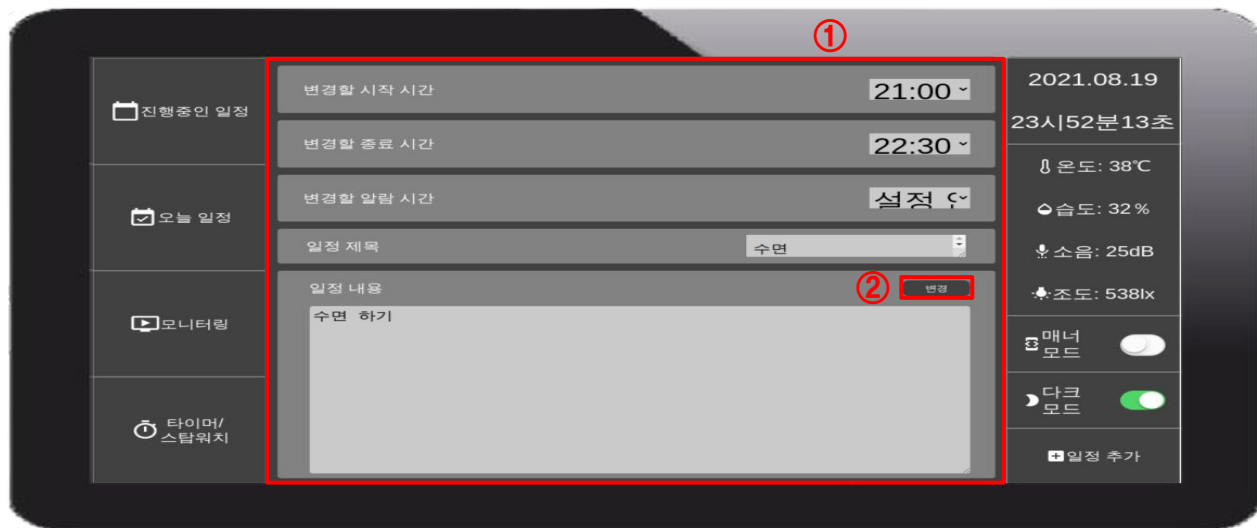 ①
진행중인 일정
오늘 일정
모니터링
타이머/
스탑워치
변경할 시작 시간
21:00
변경할 종료 시간
22:30
변경할 알람 시간
설정
일정 제목
수면
일정 내용
②
변경
수면 하기
2021.08.19
23시52분13초
온도: 38℃
습도: 32%
소음: 25dB
조도: 538lx
매너
모드
다크
모드
일정 추가